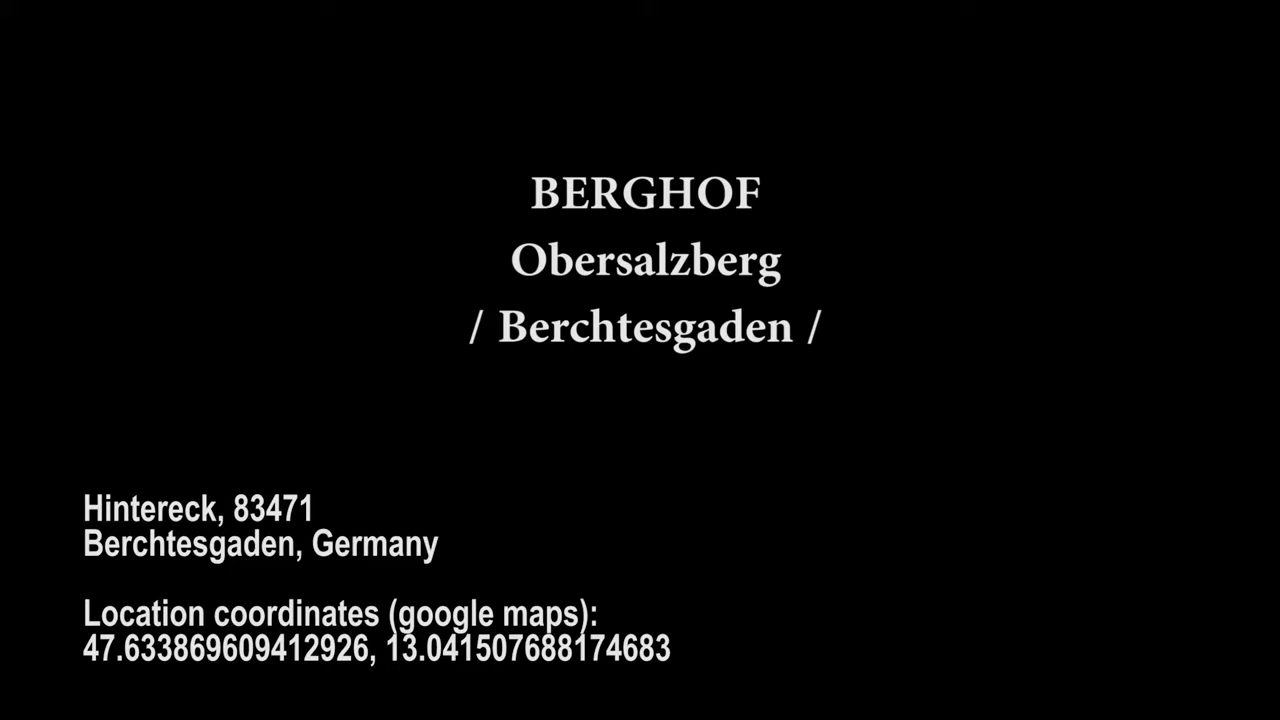 BERGHOF
Obersalzberg
/ Berchtesgaden /
Hintereck, 83471
Berchtesgaden, Germany
Location coordinates (google maps):
47.633869609412926, 13.041507688174683